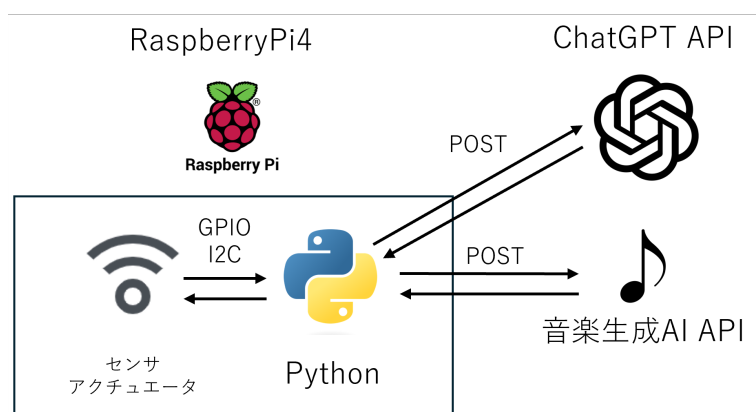 RaspberryPi4
ChatGPT API
Raspberry Pi
®
POST
GPIO
I2C
POST
音楽生成AI API
センサ
アクチュエータ
Python